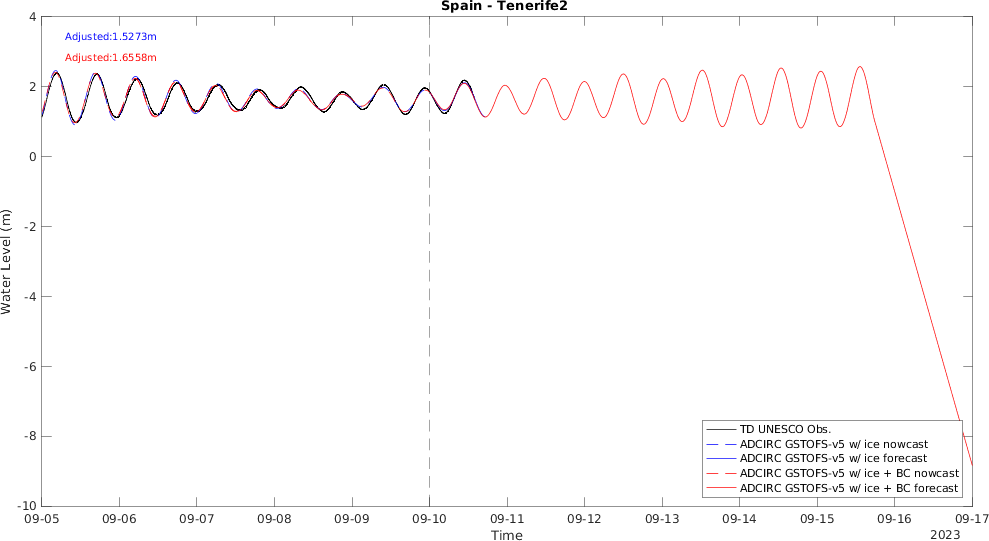 Spain - Tenerife2
Adjusted:1.5273m
Adjusted:1.6558m
4
2
0
-2
-4
-6
-8
-10
Water Level (m)
TD UNESCO Obs.
ADCIRC GSTOFS-v5 w/ ice nowcast
ADCIRC GSTOFS-v5 w/ ice forecast
ADCIRC GSTOFS-v5 w/ ice + BC nowcast
ADCIRC GSTOFS-v5 w/ ice + BC forecast
09-05 09-06 09-07 09-08 09-09 09-10 09-11 09-12 09-13 09-14 09-15 09-16 09-17
Time
2023